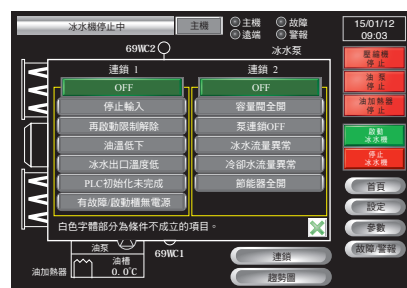 冰水機停止中
主機
主機
故障
遠端
警報
15/01/12
09:03
69WC2
冰水泵
連鎖 1
連鎖 2
OFF
OFF
停止輸入
容量閥全開
再啟動限制解除
泵連鎖OFF
油溫低下
冰水流量異常
冰水出口溫度低
冷卻水流量異常
PLC初始化未完成
節能器全開
有故障/啟動櫃無電源
白色字體部分為條件不成立的項目。
壓縮機
停止
油泵
停止
油加熱器
停止
啟動
冰水機
停止
冰水機
首頁
設定
參數
故障/警報
油泵
油槽
69WC1
油加熱器
0.0℃
連鎖
趨勢圖